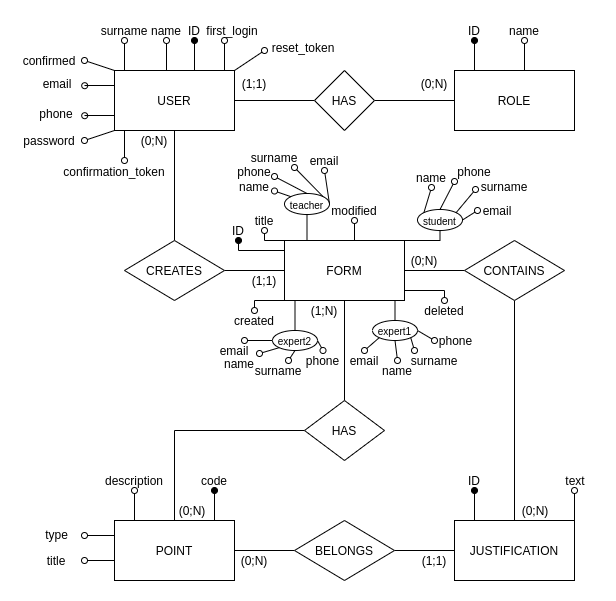 surname name ID first_login
ID name
reset_token
confirmed
email
phone
password
USER
(1;1)
HAS
(0;N)
ROLE
(0;N)
confirmation_token
surname
email
phone
name
teacher
modified
title
ID
name
phone
surname
email
student
CREATES
(1;1)
FORM
(0;N)
CONTAINS
created
(1;N)
deleted
expert2
email
name
surname
phone
expert1
email
name
surname
phone
HAS
description
code
(0;N)
type
title
POINT
(0;N)
BELONGS
(1;1)
ID
text
(0;N)
JUSTIFICATION